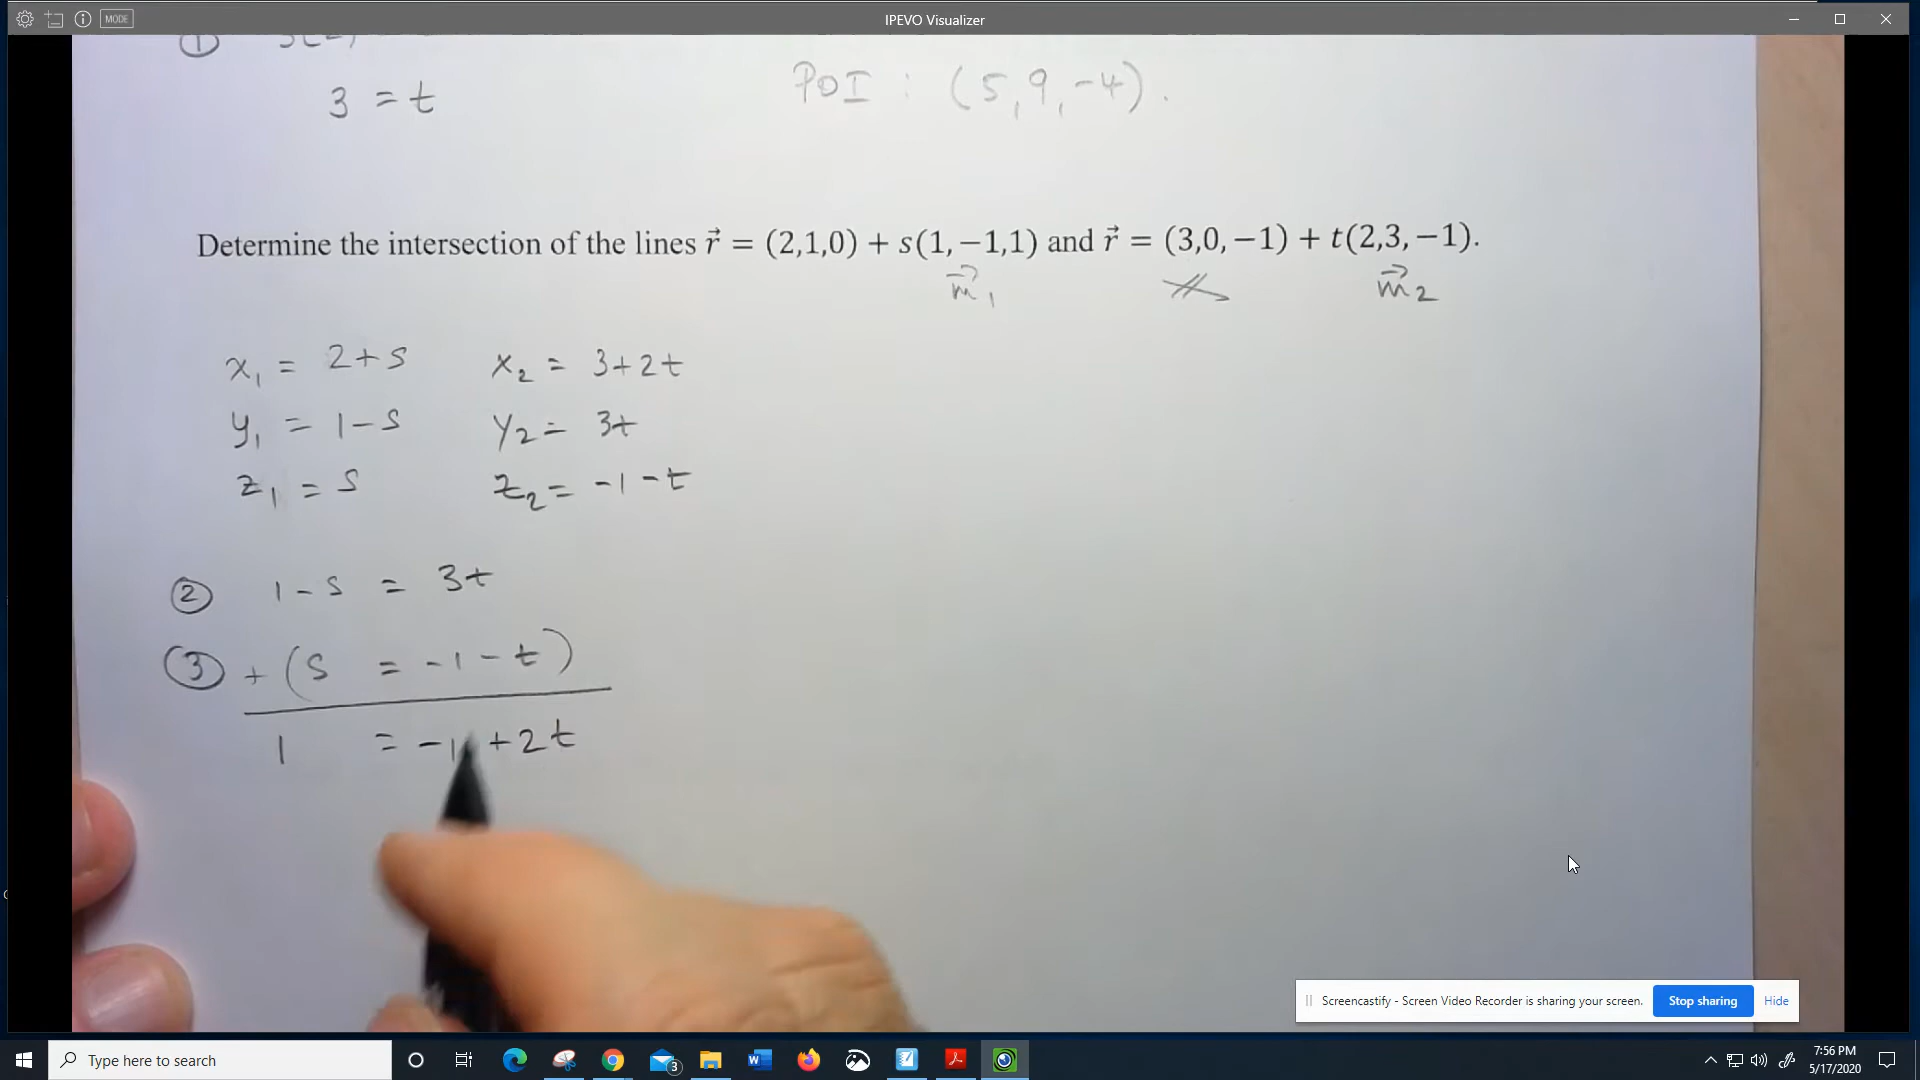 MODE
IPEVO Visualizer
①
3 = t
POI : (5,9,-4).
Determine the intersection of the lines r⃗ = (2,1,0) + s(1,−1,1) and r⃗ = (3,0,−1) + t(2,3,−1).
m⃗₁ m⃗₂
x₁ = 2+s x₂ = 3+2t
y₁ = 1-s y₂ = 3t
z₁ = s z₂ = -1-t
② 1-s = 3t
③ +(s = -1-t)
1 = -1+2t
Screencastify - Screen Video Recorder is sharing your screen.
Stop sharing
Hide
Type here to search
3
7:56 PM
5/17/2020